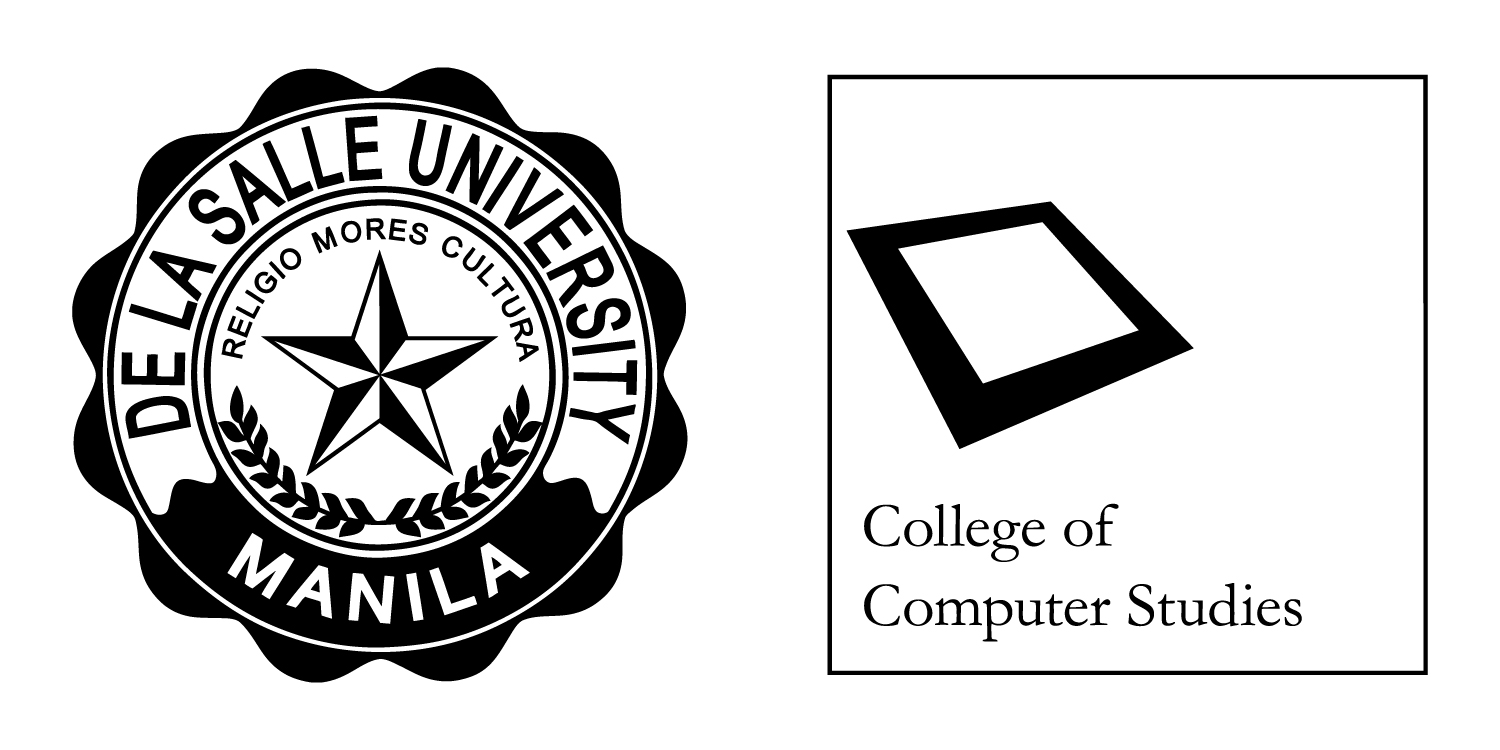 DE LA SALLE UNIVERSITY
RELIGIO MORES CULTURA
MANILA
College of
Computer Studies